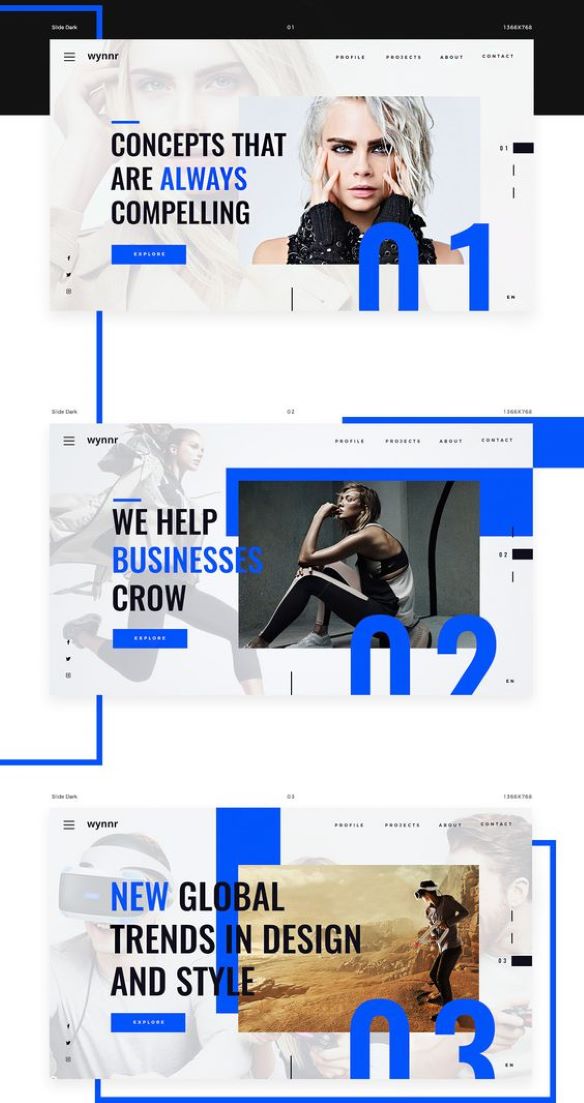 Slide Dark 01 1366X768
wynnr PROFILE PROJECTS ABOUT CONTACT
CONCEPTS THAT
ARE ALWAYS
COMPELLING
01
EXPLORE
01
EN
Slide Dark 02 1366X768
wynnr PROFILE PROJECTS ABOUT CONTACT
WE HELP
BUSINESSES
CROW
02
EXPLORE
02
EN
Slide Dark 03 1366X768
wynnr PROFILE PROJECTS ABOUT CONTACT
NEW GLOBAL
TRENDS IN DESIGN
AND STYLE
03
EXPLORE
03
EN